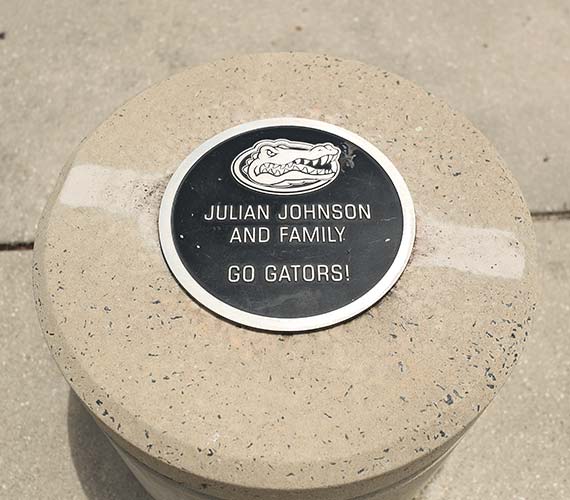 JULIAN JOHNSON
AND FAMILY
GO GATORS!